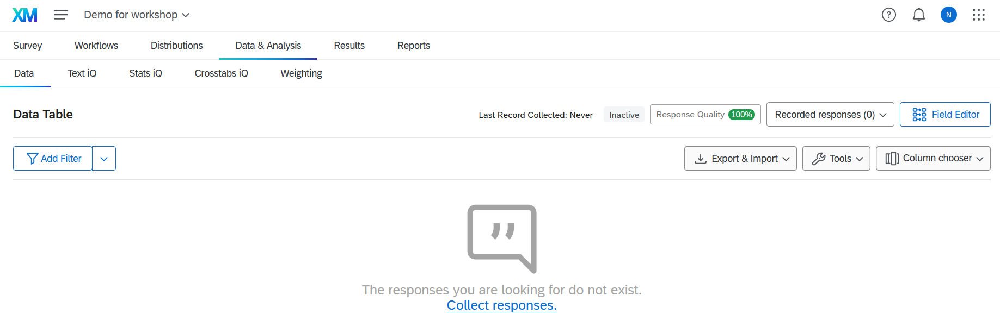 XM Demo for workshop ? N
Survey Workflows Distributions Data & Analysis Results Reports
Data Text iQ Stats iQ Crosstabs iQ Weighting
Data Table Last Record Collected: Never Inactive Response Quality 100% Recorded responses (0) Field Editor
Add Filter Export & Import Tools Column chooser
The responses you are looking for do not exist.
Collect responses.